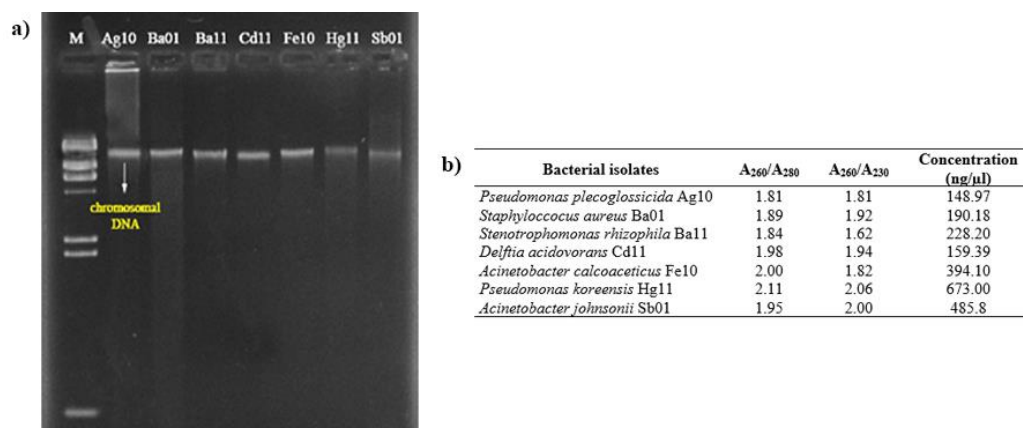 a)
M Ag10 Ba01 Ba11 Cd11 Fe10 Hg11 Sb01
chromosomal
DNA
b)
Bacterial isolates A260/A280 A260/A230 Concentration (ng/µl)
Pseudomonas plecoglossicida Ag10 1.81 1.81 148.97
Staphyloccocus aureus Ba01 1.89 1.92 190.18
Stenotrophomonas rhizophila Ba11 1.84 1.62 228.20
Delftia acidovorans Cd11 1.98 1.94 159.39
Acinetobacter calcoaceticus Fe10 2.00 1.82 394.10
Pseudomonas koreensis Hg11 2.11 2.06 673.00
Acinetobacter johnsonii Sb01 1.95 2.00 485.8